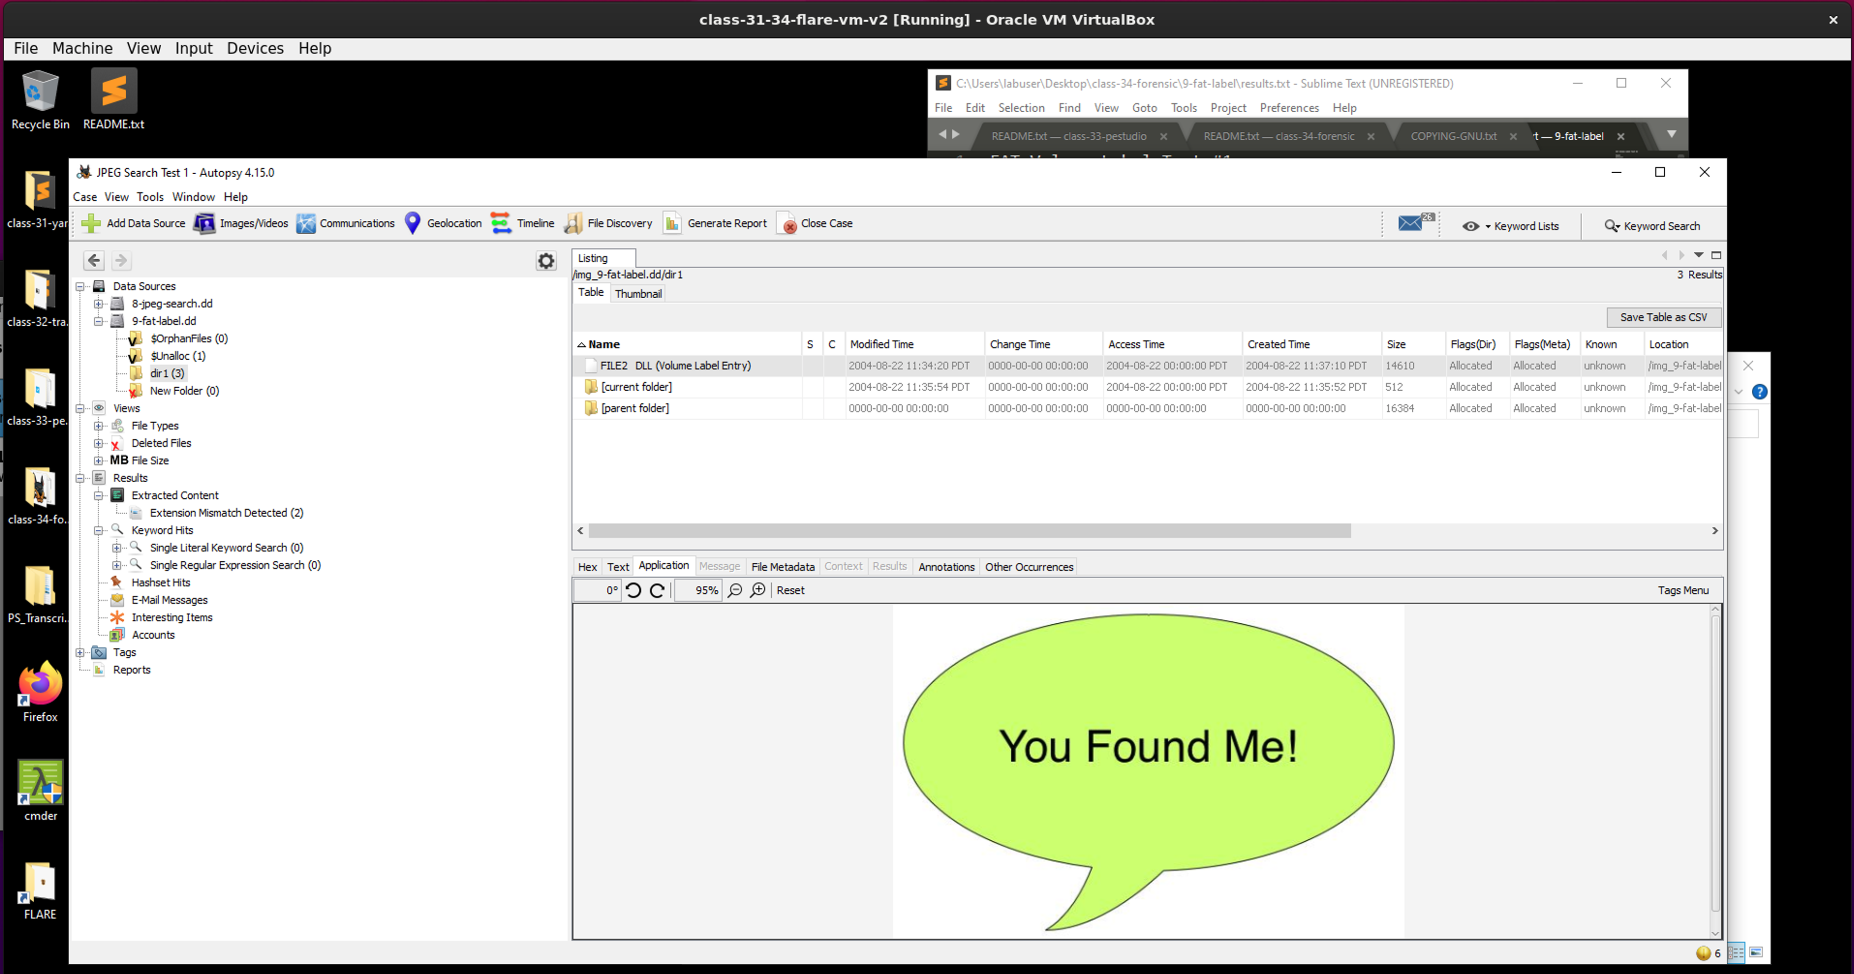 class-31-34-flare-vm-v2 [Running] - Oracle VM VirtualBox
File Machine View Input Devices Help
Recycle Bin
README.txt
class-31-yar
class-32-tra...
class-33-pe...
class-34-fo...
PS_Transcri...
Firefox
cmder
FLARE
C:\Users\labuser\Desktop\class-34-forensic\9-fat-label\results.txt - Sublime Text (UNREGISTERED)
File Edit Selection Find View Goto Tools Project Preferences Help
README.txt — class-33-pestudio
README.txt — class-34-forensic
COPYING-GNU.txt
rt — 9-fat-label
JPEG Search Test 1 - Autopsy 4.15.0
Case View Tools Window Help
Add Data Source Images/Videos Communications Geolocation Timeline File Discovery Generate Report Close Case
26
Keyword Lists
Keyword Search
Data Sources
8-jpeg-search.dd
9-fat-label.dd
$OrphanFiles (0)
$Unalloc (1)
dir1 (3)
New Folder (0)
Views
File Types
Deleted Files
MB File Size
Results
Extracted Content
Extension Mismatch Detected (2)
Keyword Hits
Single Literal Keyword Search (0)
Single Regular Expression Search (0)
Hashset Hits
E-Mail Messages
Interesting Items
Accounts
Tags
Reports
Listing
/img_9-fat-label.dd/dir1
3 Results
Table Thumbnail
Save Table as CSV
Name S C Modified Time Change Time Access Time Created Time Size Flags(Dir) Flags(Meta) Known Location
FILE2 DLL (Volume Label Entry) 2004-08-22 11:34:20 PDT 0000-00-00 00:00:00 2004-08-22 00:00:00 PDT 2004-08-22 11:37:10 PDT 14610 Allocated Allocated unknown /img_9-fat-label
[current folder] 2004-08-22 11:35:54 PDT 0000-00-00 00:00:00 2004-08-22 00:00:00 PDT 2004-08-22 11:35:52 PDT 512 Allocated Allocated unknown /img_9-fat-label
[parent folder] 0000-00-00 00:00:00 0000-00-00 00:00:00 0000-00-00 00:00:00 0000-00-00 00:00:00 16384 Allocated Allocated unknown /img_9-fat-label
Hex Text Application Message File Metadata Context Results Annotations Other Occurrences
0° 95% Reset
Tags Menu
You Found Me!
6